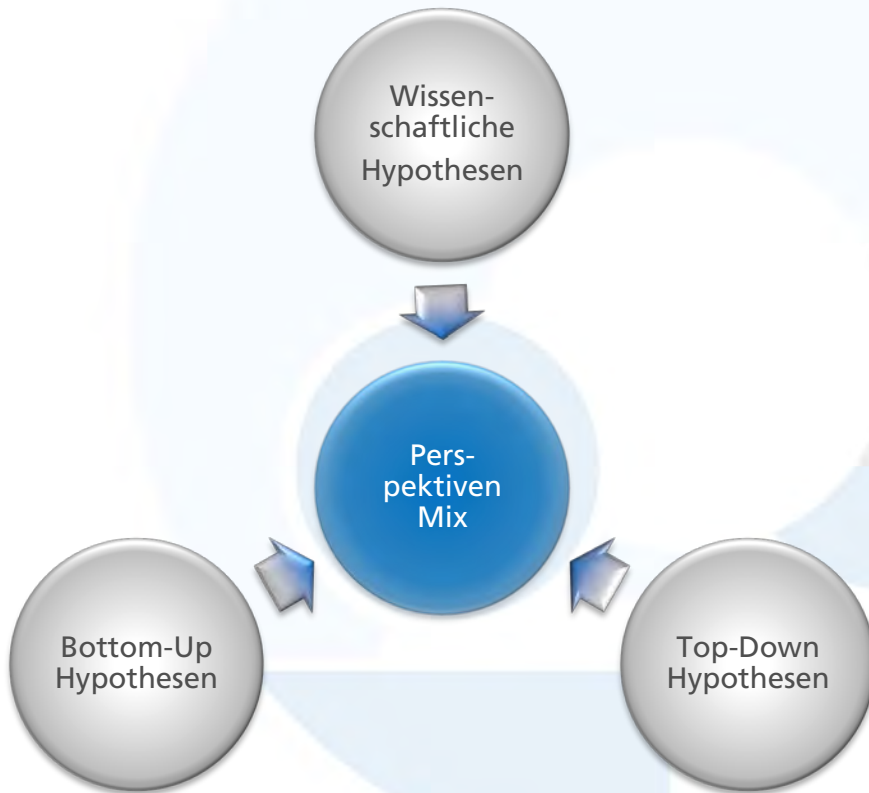 Wissen-
schaftliche
Hypothesen
Pers-
pektiven
Mix
Bottom-Up
Hypothesen
Top-Down
Hypothesen